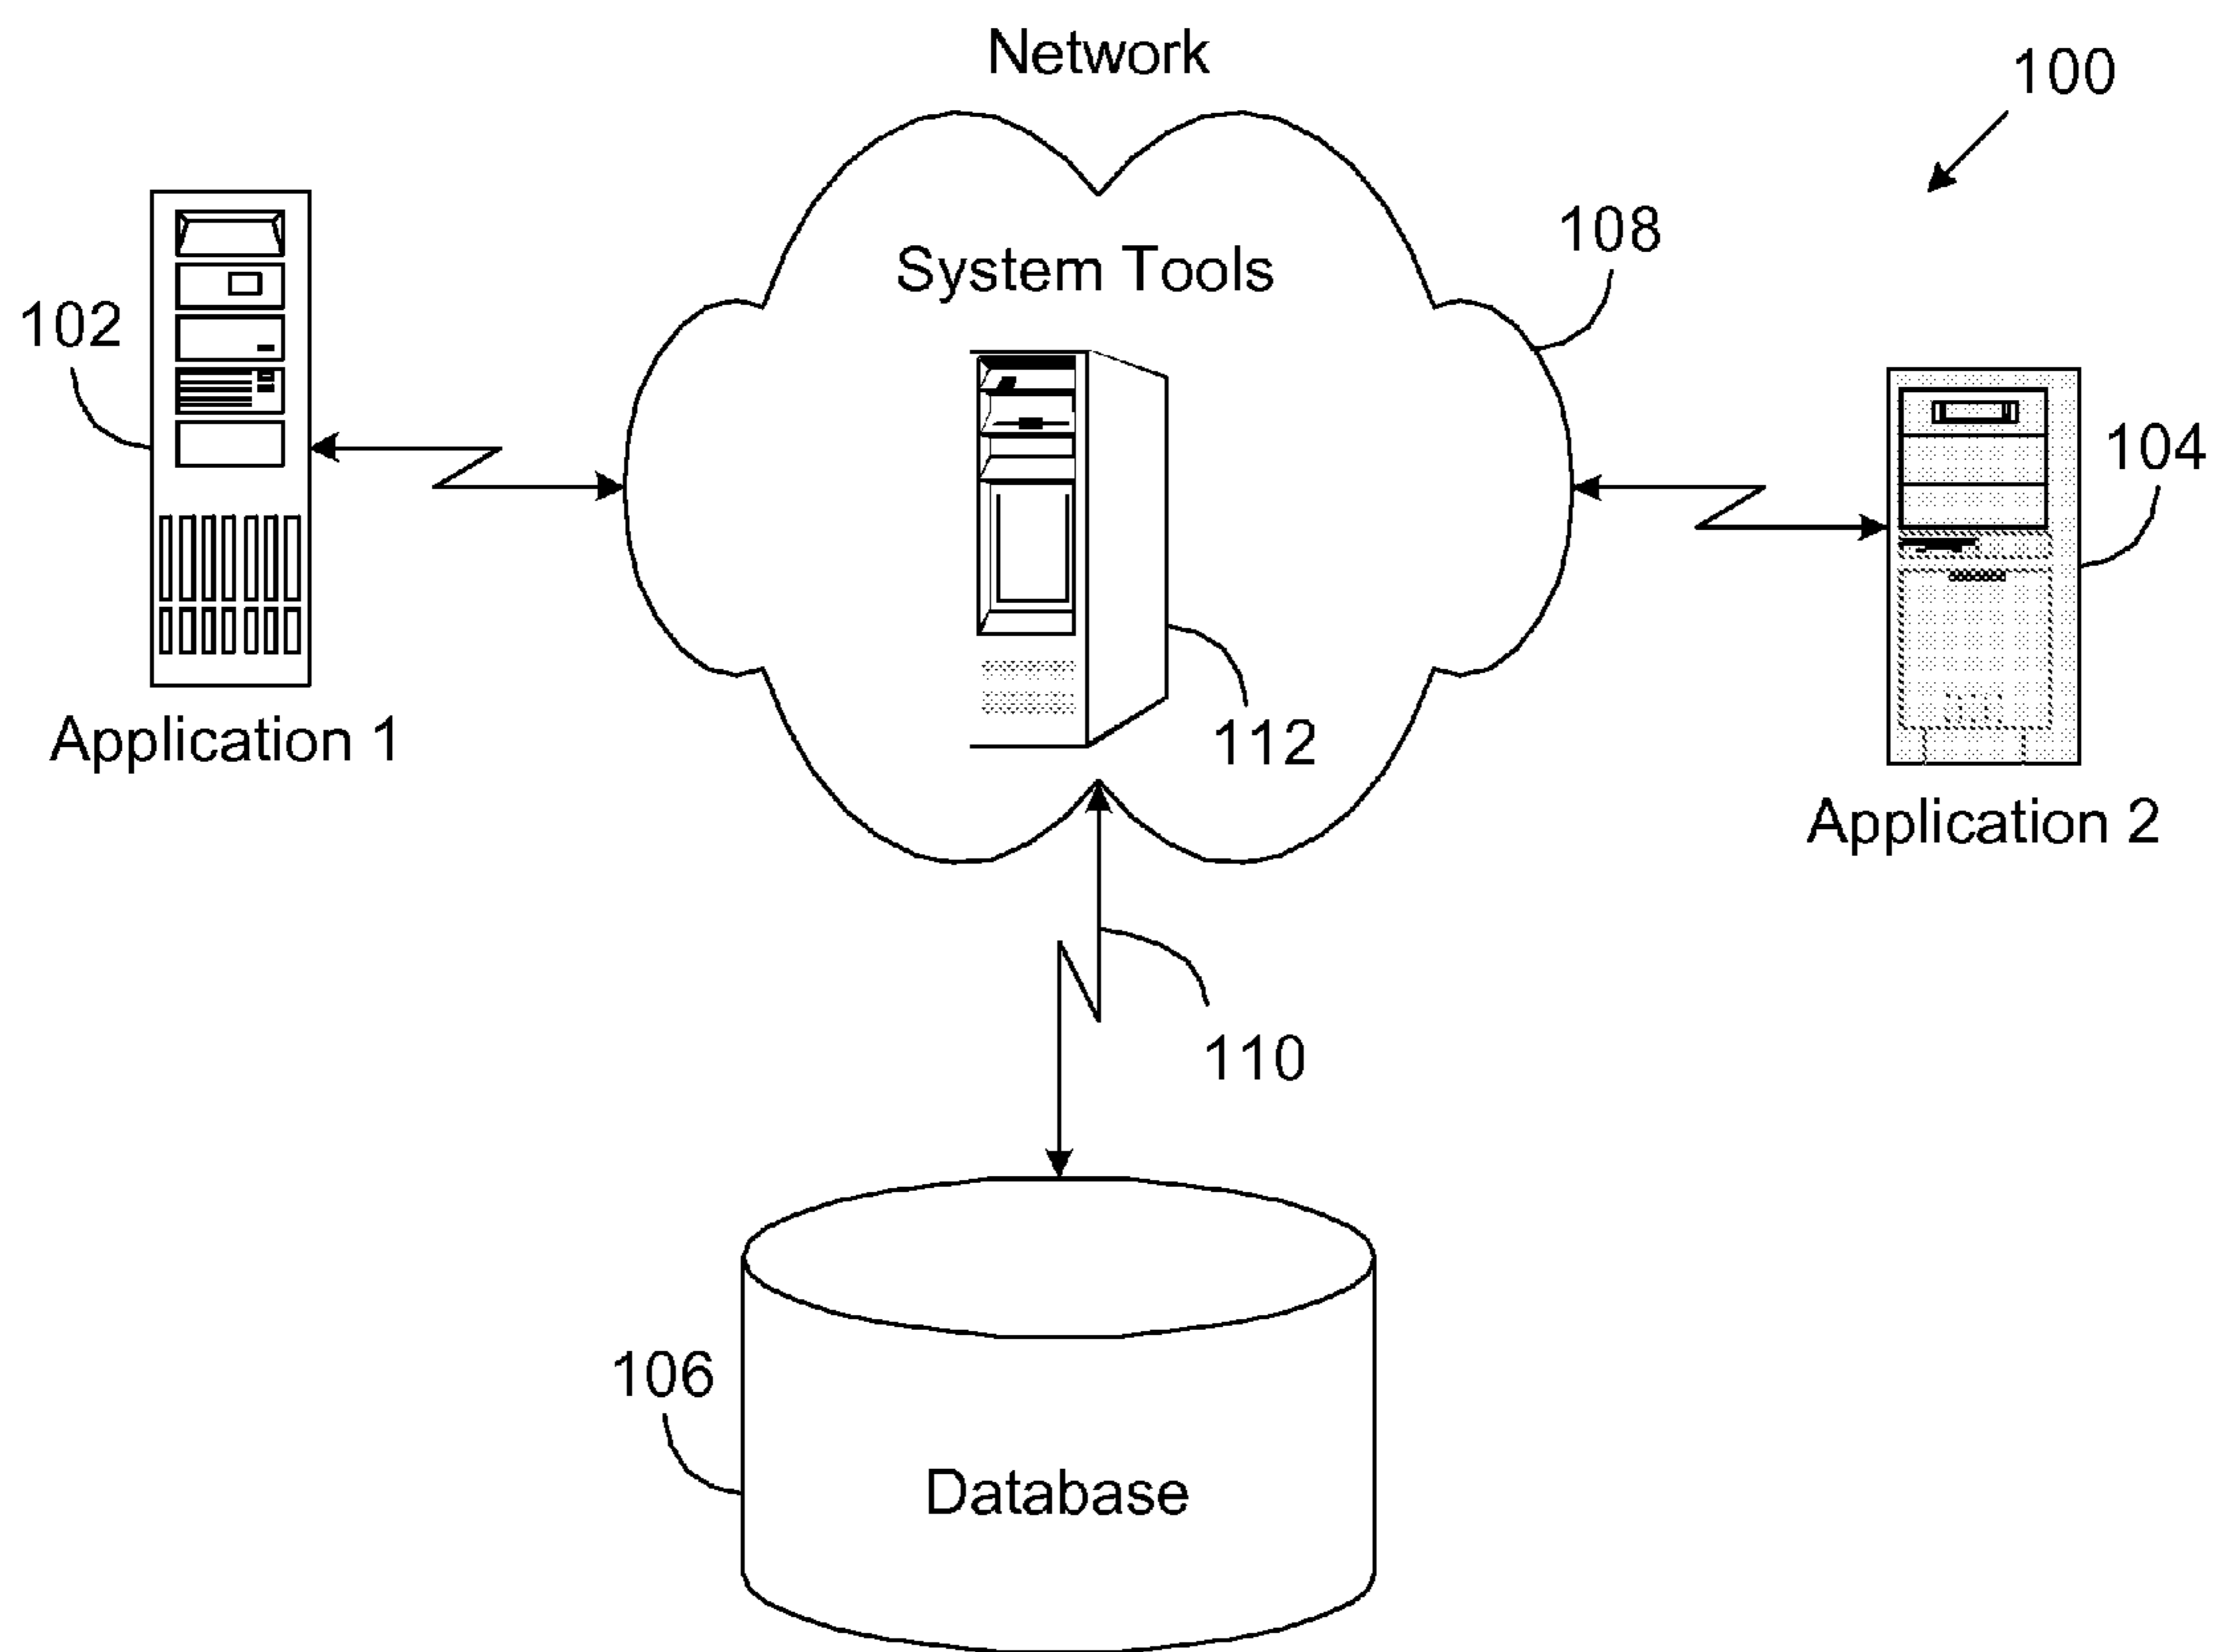 Network
100
108
System Tools
102
104
Application 1
112
Application 2
110
106
Database